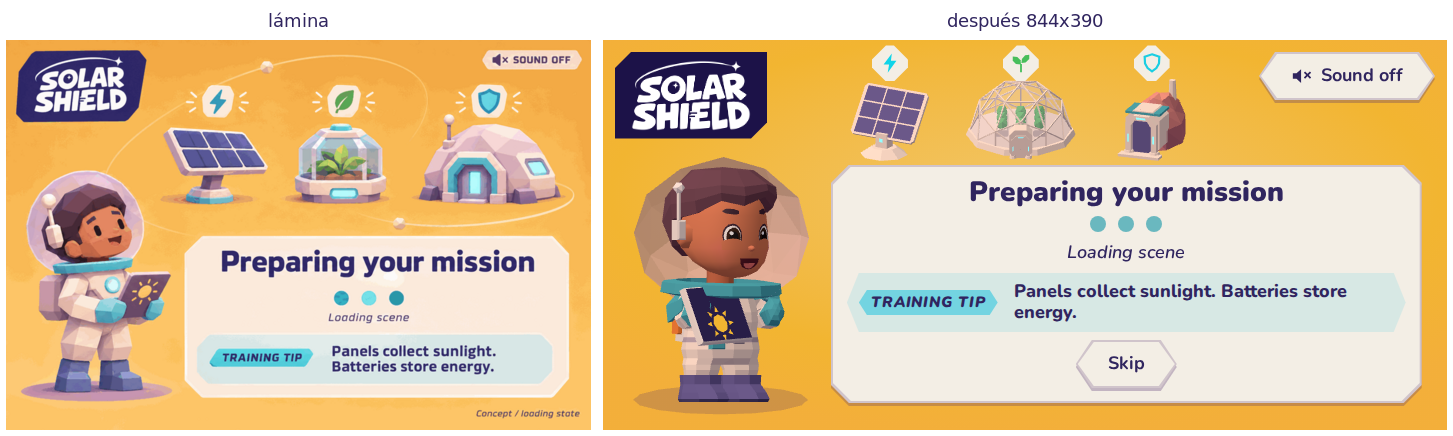 lámina
SOLAR
SHIELD
SOUND OFF
Preparing your mission
Loading scene
TRAINING TIP
Panels collect sunlight.
Batteries store energy.
Concept / loading state
después 844x390
SOLAR
SHIELD
Sound off
Preparing your mission
Loading scene
TRAINING TIP
Panels collect sunlight. Batteries store
energy.
Skip